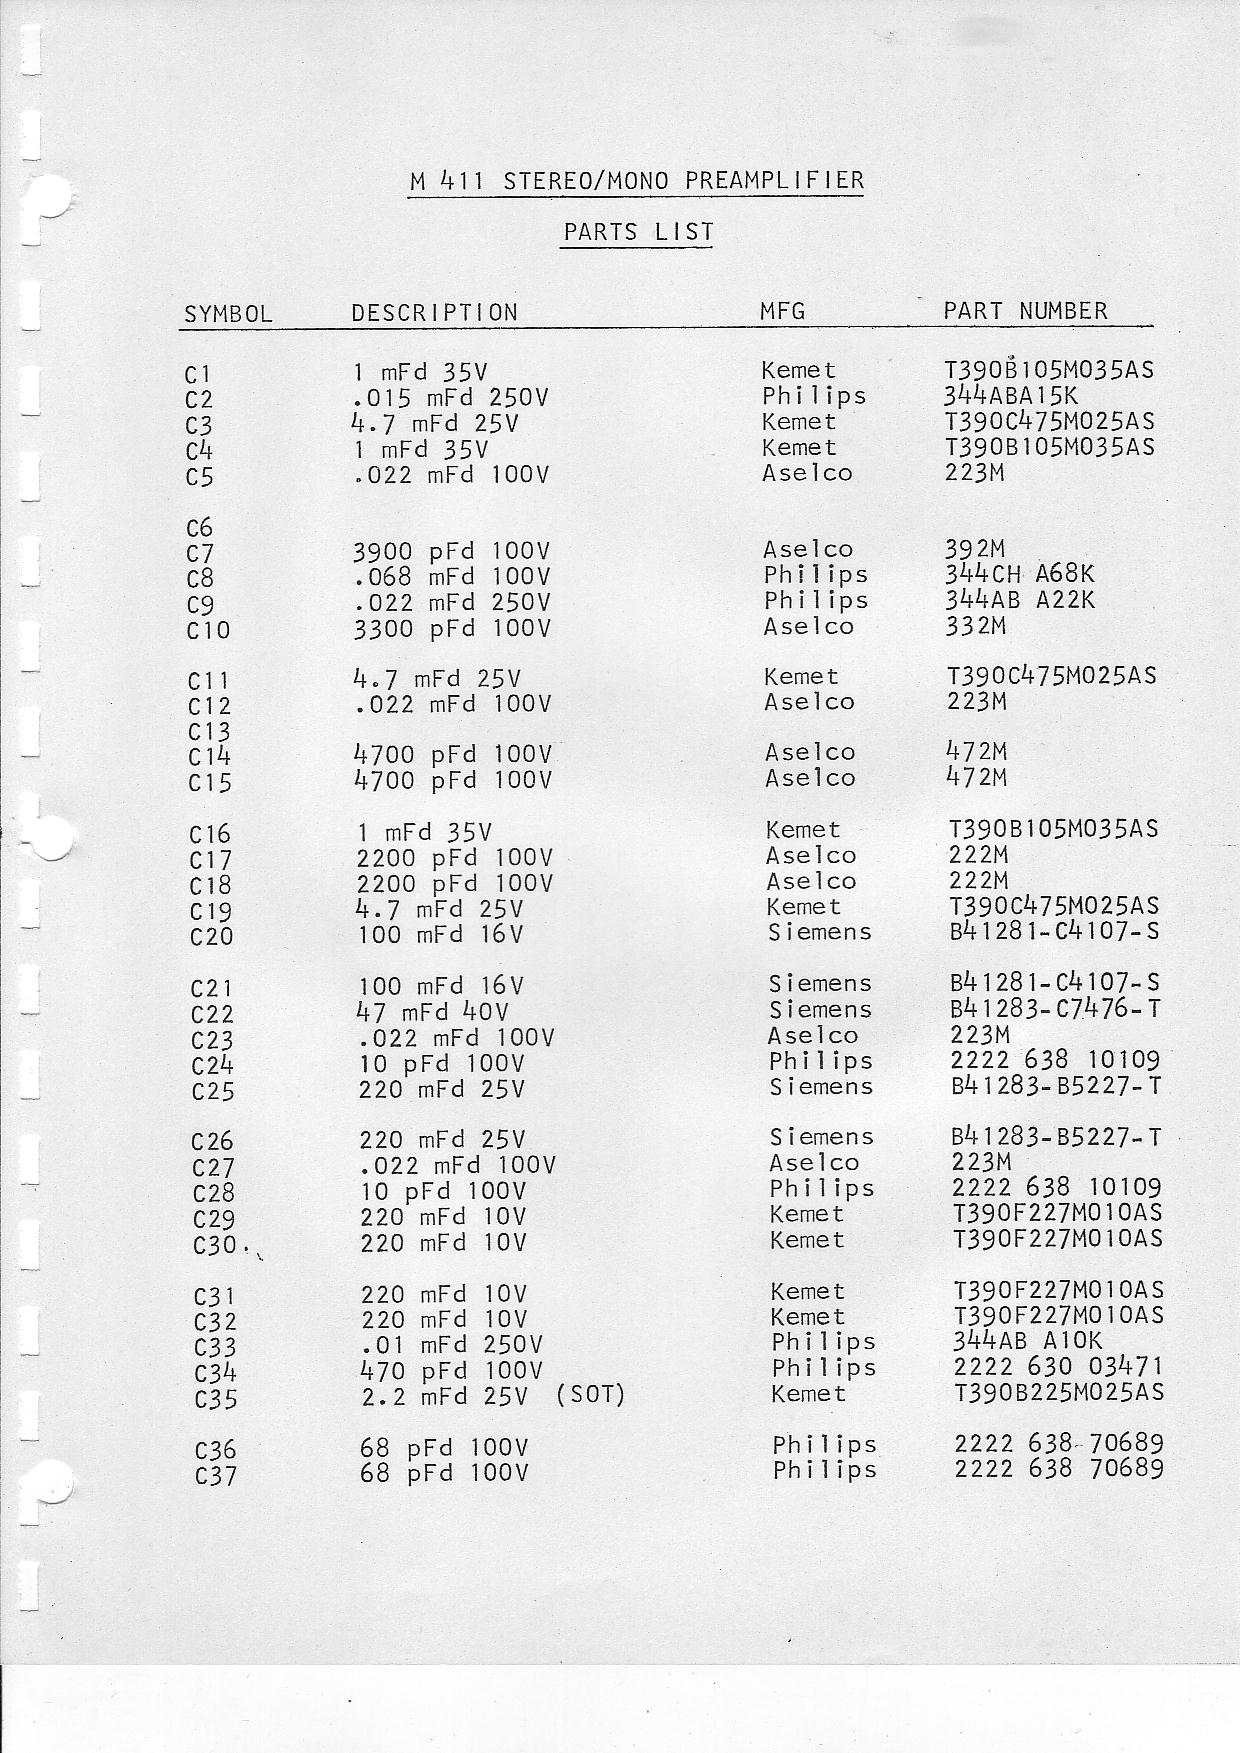 M 411 STEREO/MONO PREAMPLIFIER
PARTS LIST
SYMBOL DESCRIPTION MFG PART NUMBER
C1 1 mFd 35V Kemet T390B105M035AS
C2 .015 mFd 250V Philips 344ABA15K
C3 4.7 mFd 25V Kemet T390C475M025AS
C4 1 mFd 35V Kemet T390B105M035AS
C5 .022 mFd 100V Aselco 223M
C6
C7 3900 pFd 100V Aselco 392M
C8 .068 mFd 100V Philips 344CH A68K
C9 .022 mFd 250V Philips 344AB A22K
C10 3300 pFd 100V Aselco 332M
C11 4.7 mFd 25V Kemet T390C475M025AS
C12 .022 mFd 100V Aselco 223M
C13
C14 4700 pFd 100V Aselco 472M
C15 4700 pFd 100V Aselco 472M
C16 1 mFd 35V Kemet T390B105M035AS
C17 2200 pFd 100V Aselco 222M
C18 2200 pFd 100V Aselco 222M
C19 4.7 mFd 25V Kemet T390C475M025AS
C20 100 mFd 16V Siemens B41281-C4107-S
C21 100 mFd 16V Siemens B41281-C4107-S
C22 47 mFd 40V Siemens B41283-C7476-T
C23 .022 mFd 100V Aselco 223M
C24 10 pFd 100V Philips 2222 638 10109
C25 220 mFd 25V Siemens B41283-B5227-T
C26 220 mFd 25V Siemens B41283-B5227-T
C27 .022 mFd 100V Aselco 223M
C28 10 pFd 100V Philips 2222 638 10109
C29 220 mFd 10V Kemet T390F227M010AS
C30 220 mFd 10V Kemet T390F227M010AS
C31 220 mFd 10V Kemet T390F227M010AS
C32 220 mFd 10V Kemet T390F227M010AS
C33 .01 mFd 250V Philips 344AB A10K
C34 470 pFd 100V Philips 2222 630 03471
C35 2.2 mFd 25V (SOT) Kemet T390B225M025AS
C36 68 pFd 100V Philips 2222 638 70689
C37 68 pFd 100V Philips 2222 638 70689